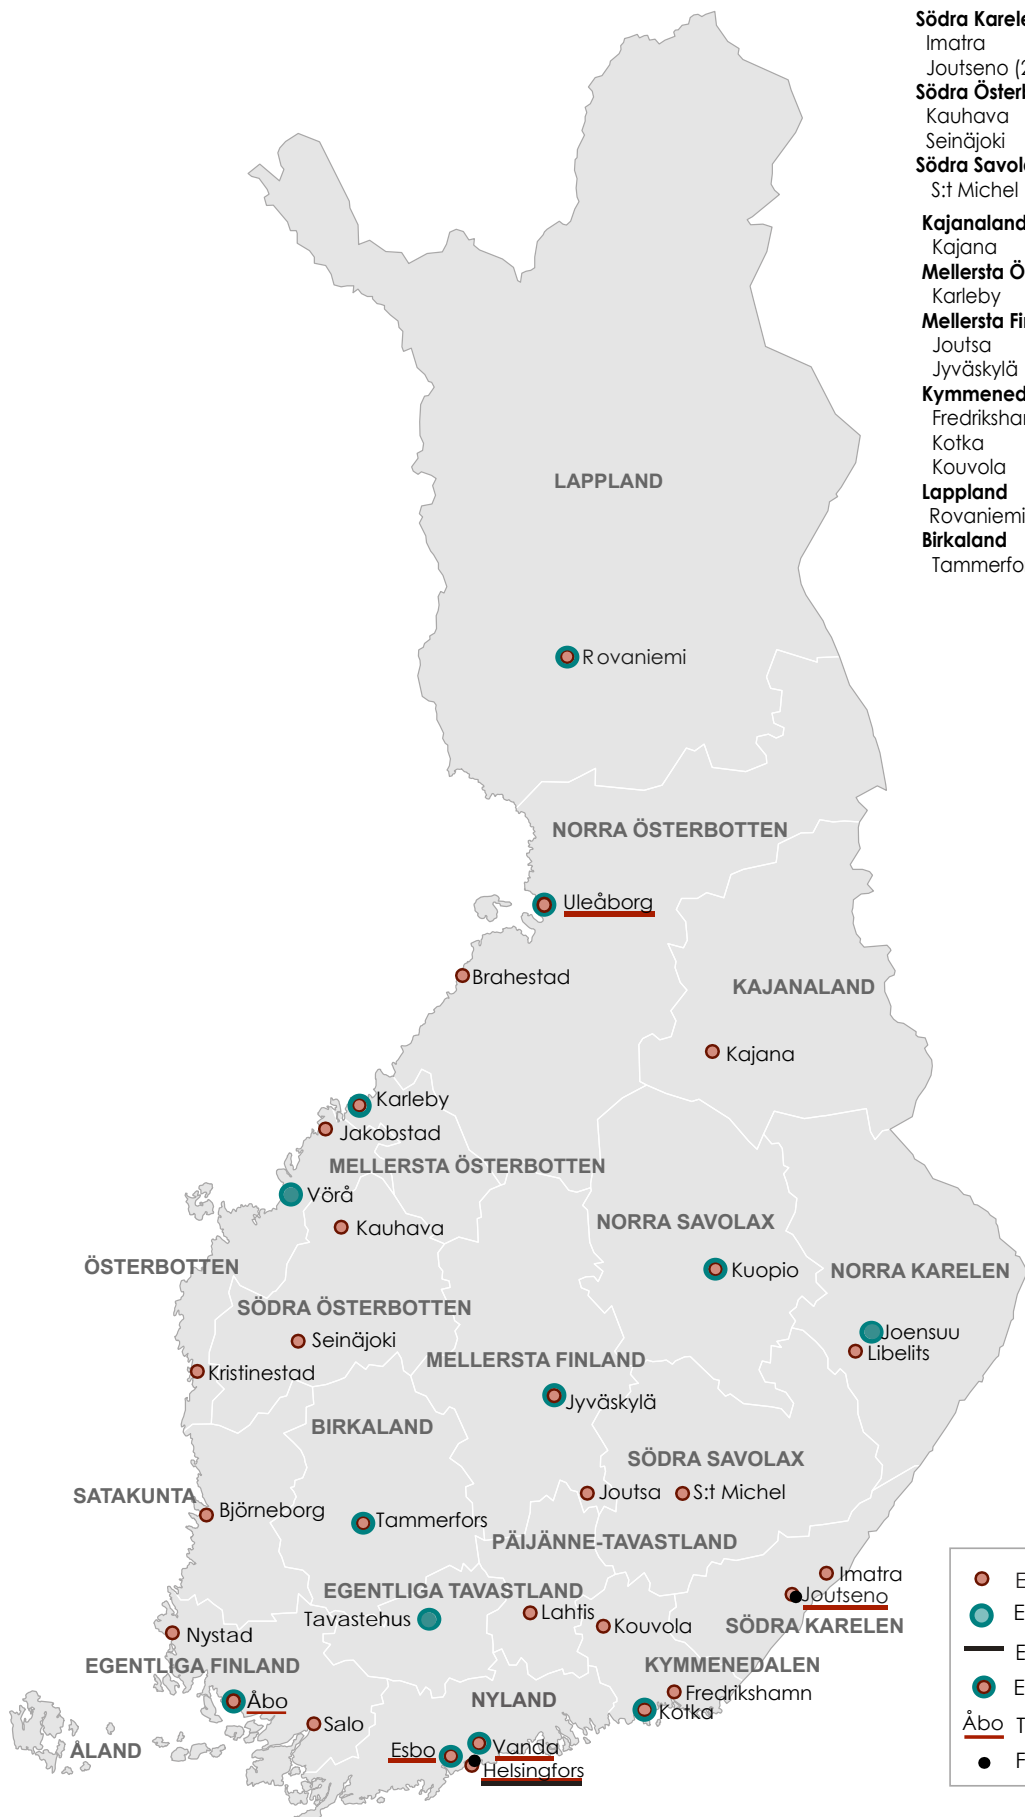 Södra Karele
Imatra
Joutseno (2
Södra Österb
Kauhava
Seinäjoki
Södra Savola
S:t Michel
Kajanaland
Kajana
Mellersta Ö
Karleby
Mellersta Fin
Joutsa
Jyväskylä
Kymmened
Fredriksham
Kotka
Kouvola
Lappland
Rovaniemi
Birkaland
Tammerfo
LAPPLAND
Rovaniemi
NORRA ÖSTERBOTTEN
Uleåborg
Brahestad
KAJANALAND
Kajana
Karleby
Jakobstad
MELLERSTA ÖSTERBOTTEN
Vörå
Kauhava
NORRA SAVOLAX
ÖSTERBOTTEN
Kuopio
NORRA KARELEN
SÖDRA ÖSTERBOTTEN
Seinäjoki
Joensuu
Libelits
MELLERSTA FINLAND
Kristinestad
Jyväskylä
BIRKALAND
SÖDRA SAVOLAX
SATAKUNTA
Joutsa
S:t Michel
Björneborg
Tammerfors
PÄIJÄNNE-TAVASTLAND
Imatra
EGENTLIGA TAVASTLAND
Joutseno
Tavastehus
Lahtis
Kouvola
SÖDRA KARELEN
Nystad
EGENTLIGA FINLAND
KYMMENEDALEN
Åbo
NYLAND
Fredrikshamn
Kotka
Salo
ÅLAND
Esbo
Vanda
Helsingfors
E
E
E
E
Åbo T
F